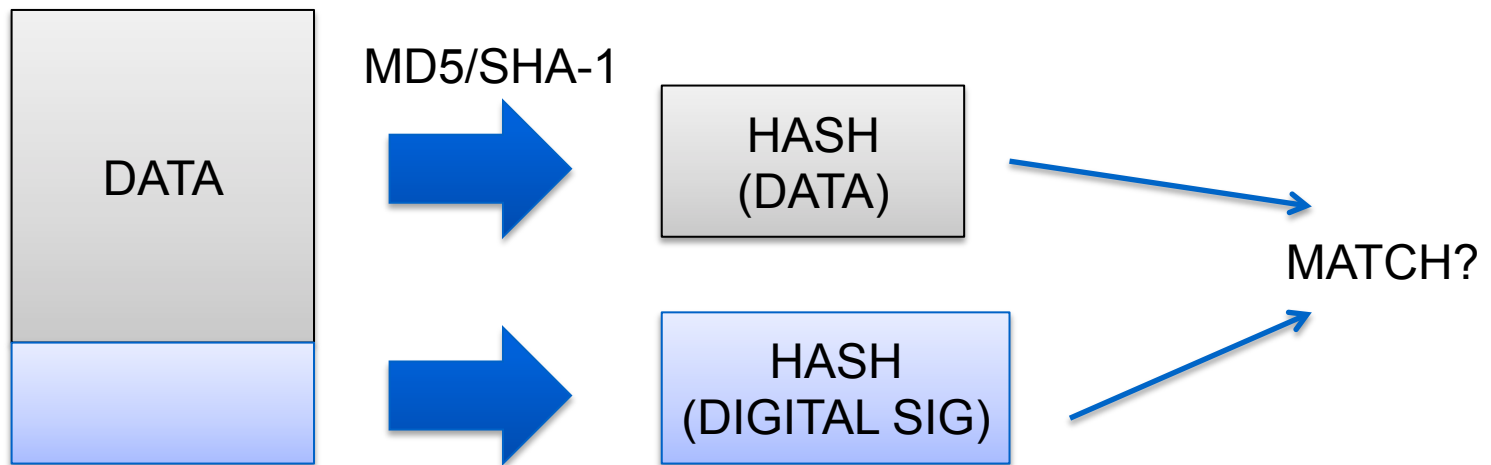 MD5/SHA-1
DATA
HASH
(DATA)
MATCH?
HASH
(DIGITAL SIG)